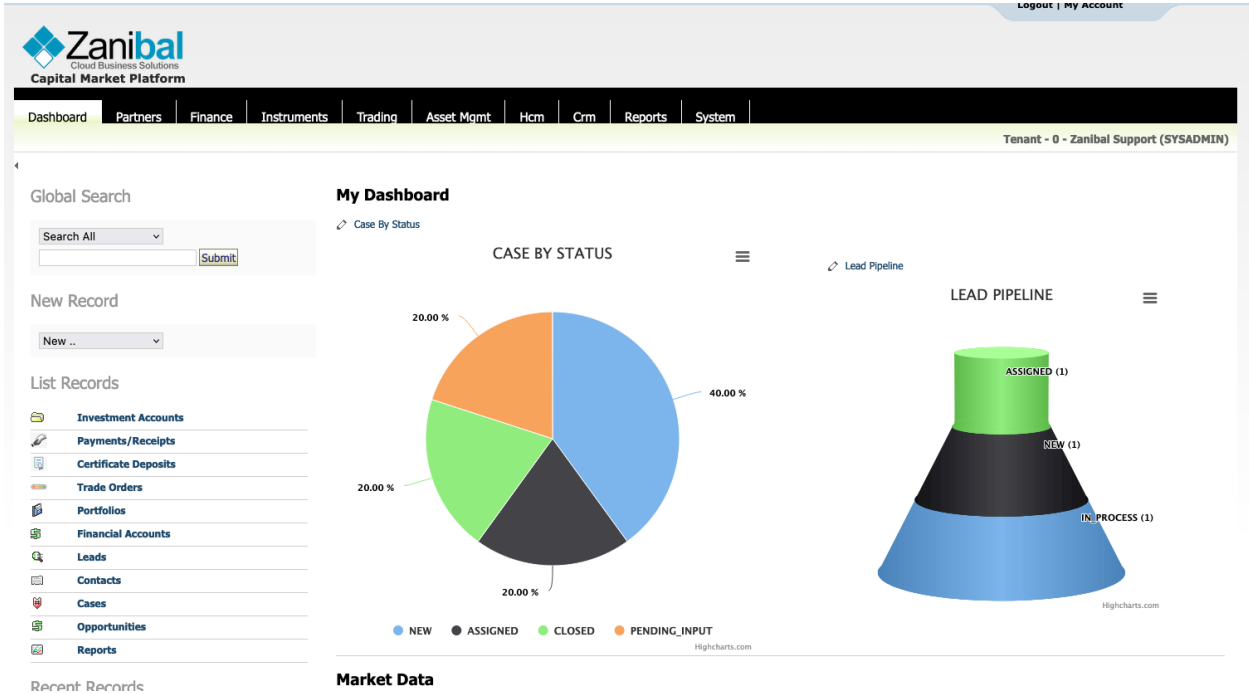 Logout | My Account
Zanibal
Cloud Business Solutions
Capital Market Platform
Dashboard Partners Finance Instruments Trading Asset Mgmt Hcm Crm Reports System
Tenant - 0 - Zanibal Support (SYSADMIN)
Global Search
Search All
Submit
New Record
New ..
List Records
Investment Accounts
Payments/Receipts
Certificate Deposits
Trade Orders
Portfolios
Financial Accounts
Leads
Contacts
Cases
Opportunities
Reports
Recent Records
My Dashboard
Case By Status
CASE BY STATUS
20.00 %
40.00 %
20.00 %
20.00 %
NEW ASSIGNED CLOSED PENDING_INPUT
Highcharts.com
Lead Pipeline
LEAD PIPELINE
ASSIGNED (1)
NEW (1)
IN_PROCESS (1)
Highcharts.com
Market Data